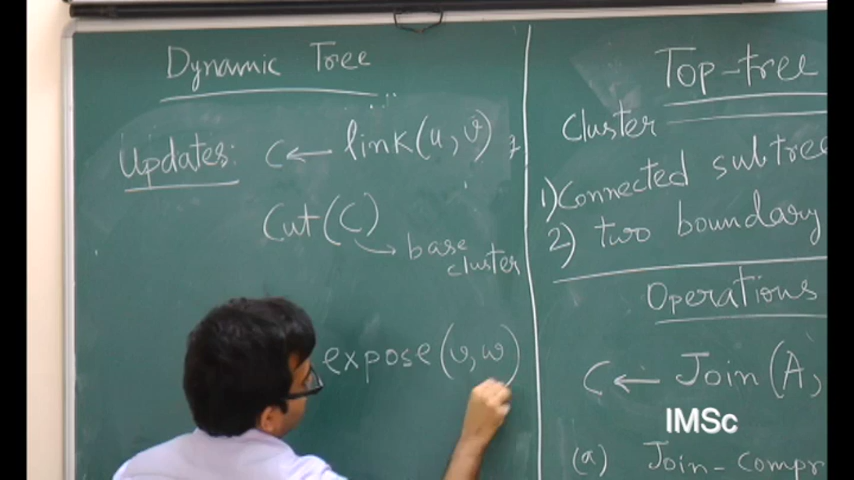 Dynamic Tree
Updates: C ← link(u, v)
Cut(C)
base
cluster
expose(v, w)
Top-tree
Cluster
1) Connected subtree
2) two boundary
Operations
C ← Join(A,
(a) Join-compr
IMSc